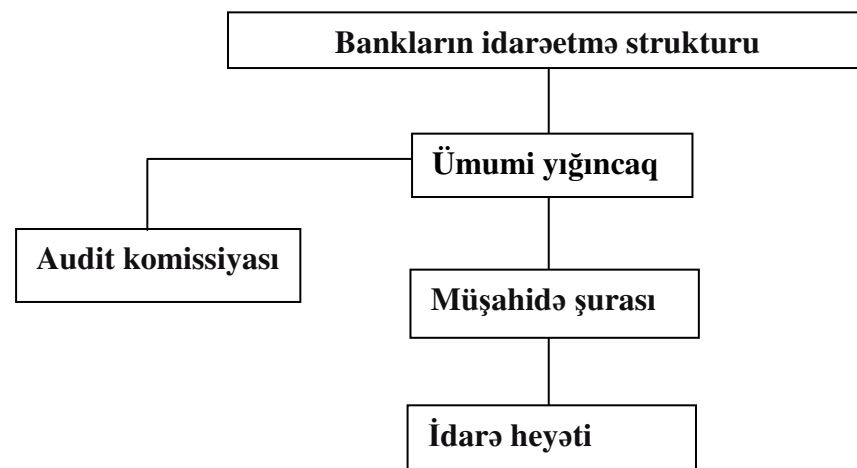 Bankların idarəetmə strukturu
Ümumi yığıncaq
Audit komissiyası
Müşahidə şurası
İdarə heyəti